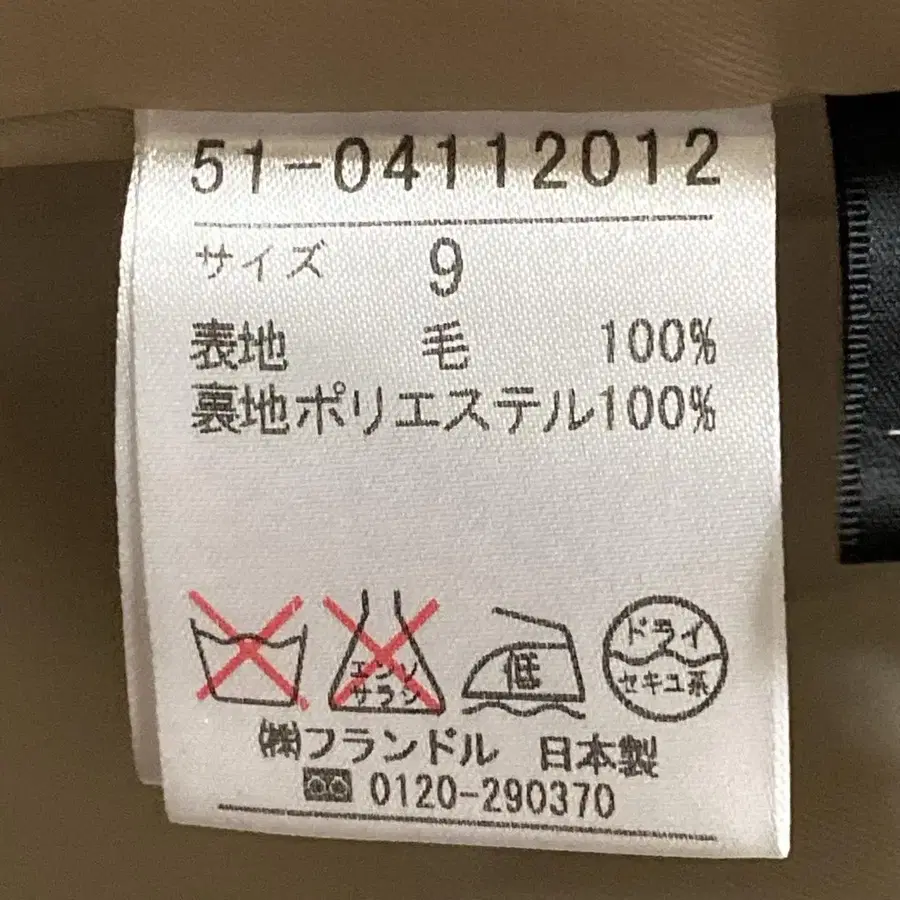 51-04112012
サイズ 9
表地 毛 100%
裏地ポリエステル100%
エンソ
サラシ
低
ドライ
セキユ系
㈱フランドル 日本製
0120-290370